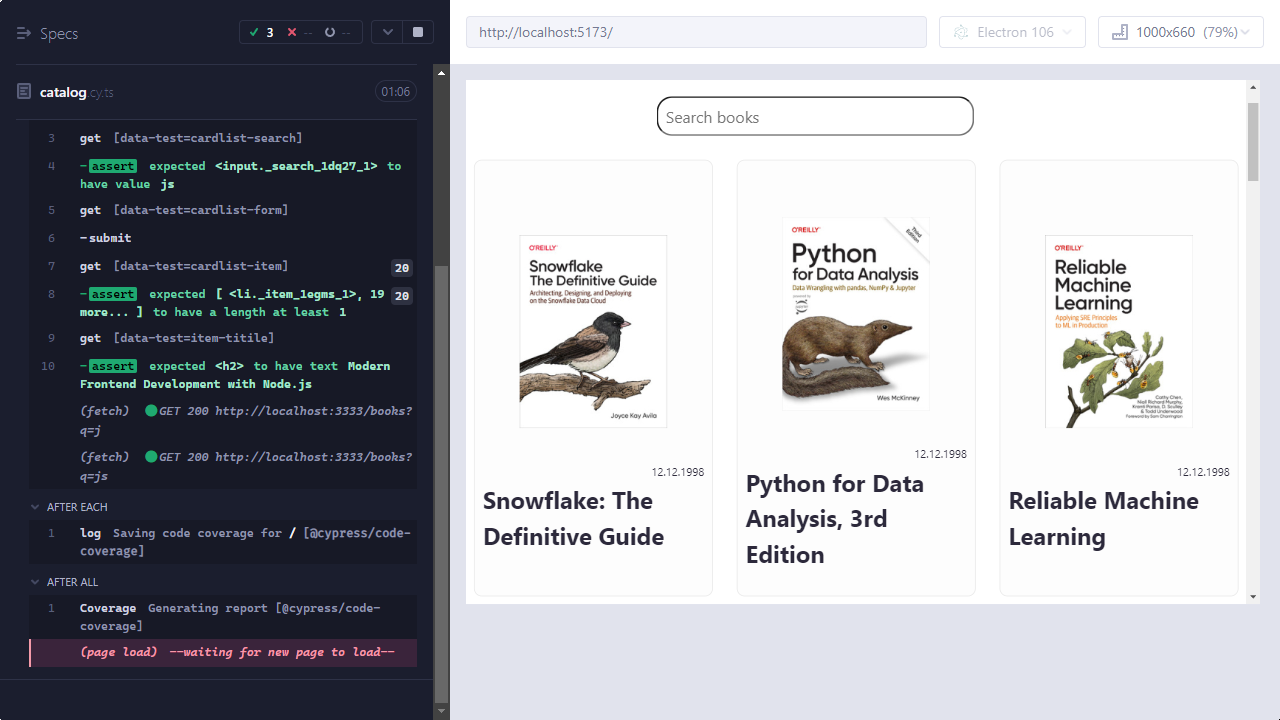 Specs
3
--
--
http://localhost:5173/
Electron 106
1000x660 (79%)
catalog.cy.ts
01:06
3 get [data-test=cardlist-search]
4 -assert expected <input._search_1dq27_1> to
have value js
5 get [data-test=cardlist-form]
6 -submit
7 get [data-test=cardlist-item] 20
8 -assert expected [ <li._item_1egms_1>, 19 20
more... ] to have a length at least 1
9 get [data-test=item-titile]
10 -assert expected <h2> to have text Modern
Frontend Development with Node.js
(fetch) GET 200 http://localhost:3333/books?
q=j
(fetch) GET 200 http://localhost:3333/books?
q=js
AFTER EACH
1 log Saving code coverage for / [@cypress/code-
coverage]
AFTER ALL
1 Coverage Generating report [@cypress/code-
coverage]
(page load) --waiting for new page to load--
Search books
O'REILLY
Snowflake
The Definitive Guide
Architecting, Designing, and Deploying
on the Snowflake Data Cloud
Joyce Kay Avila
12.12.1998
Snowflake: The
Definitive Guide
O'REILLY
Third
Edition
Python
for Data Analysis
Data Wrangling with pandas, NumPy & Jupyter
Wes McKinney
12.12.1998
Python for Data
Analysis, 3rd
Edition
O'REILLY
Reliable
Machine
Learning
Applying SRE Principles
to ML in Production
Cathy Chen,
Niall Richard Murphy,
Kranti Parisa, D. Sculley
& Todd Underwood
Foreword by Sam Charrington
12.12.1998
Reliable Machine
Learning